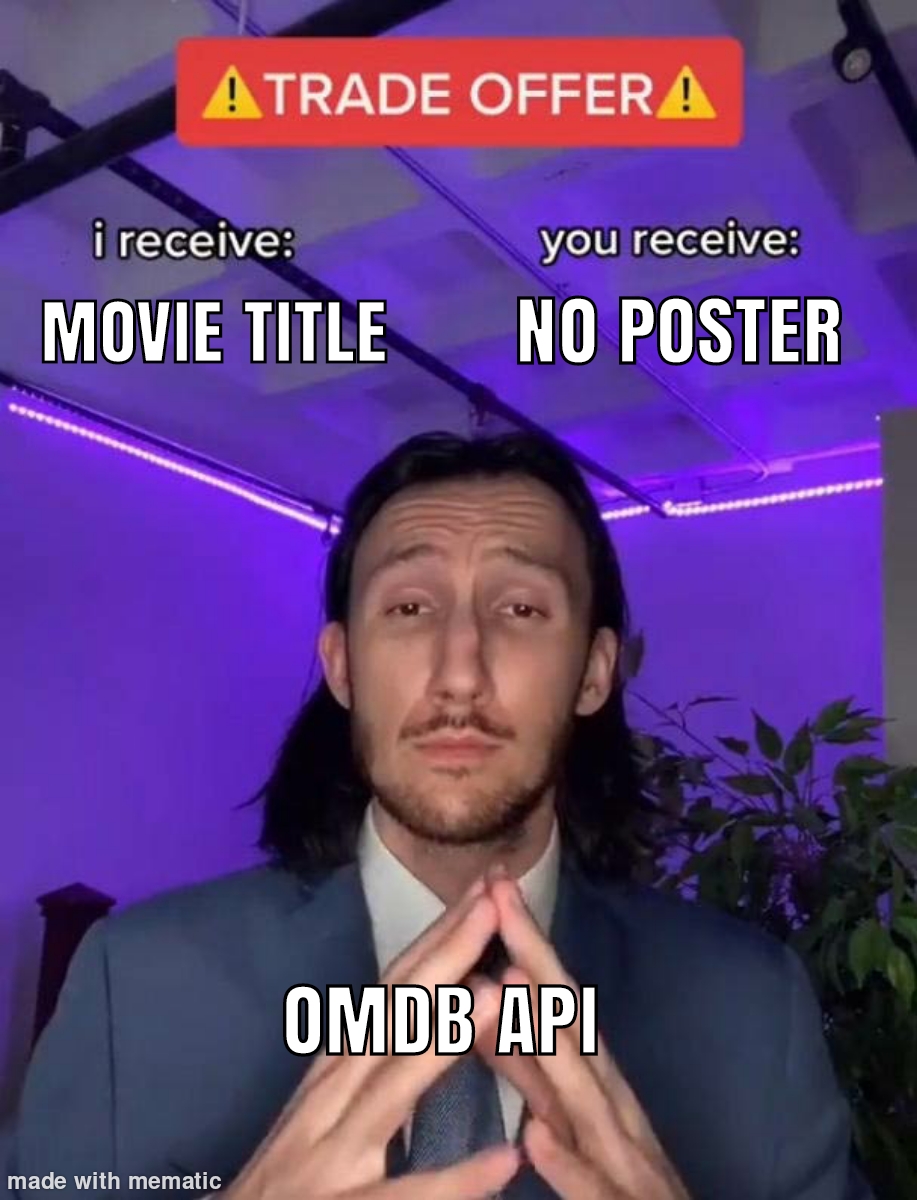 ⚠️TRADE OFFER⚠️
i receive:
you receive:
MOVIE TITLE
NO POSTER
OMDB API
made with mematic